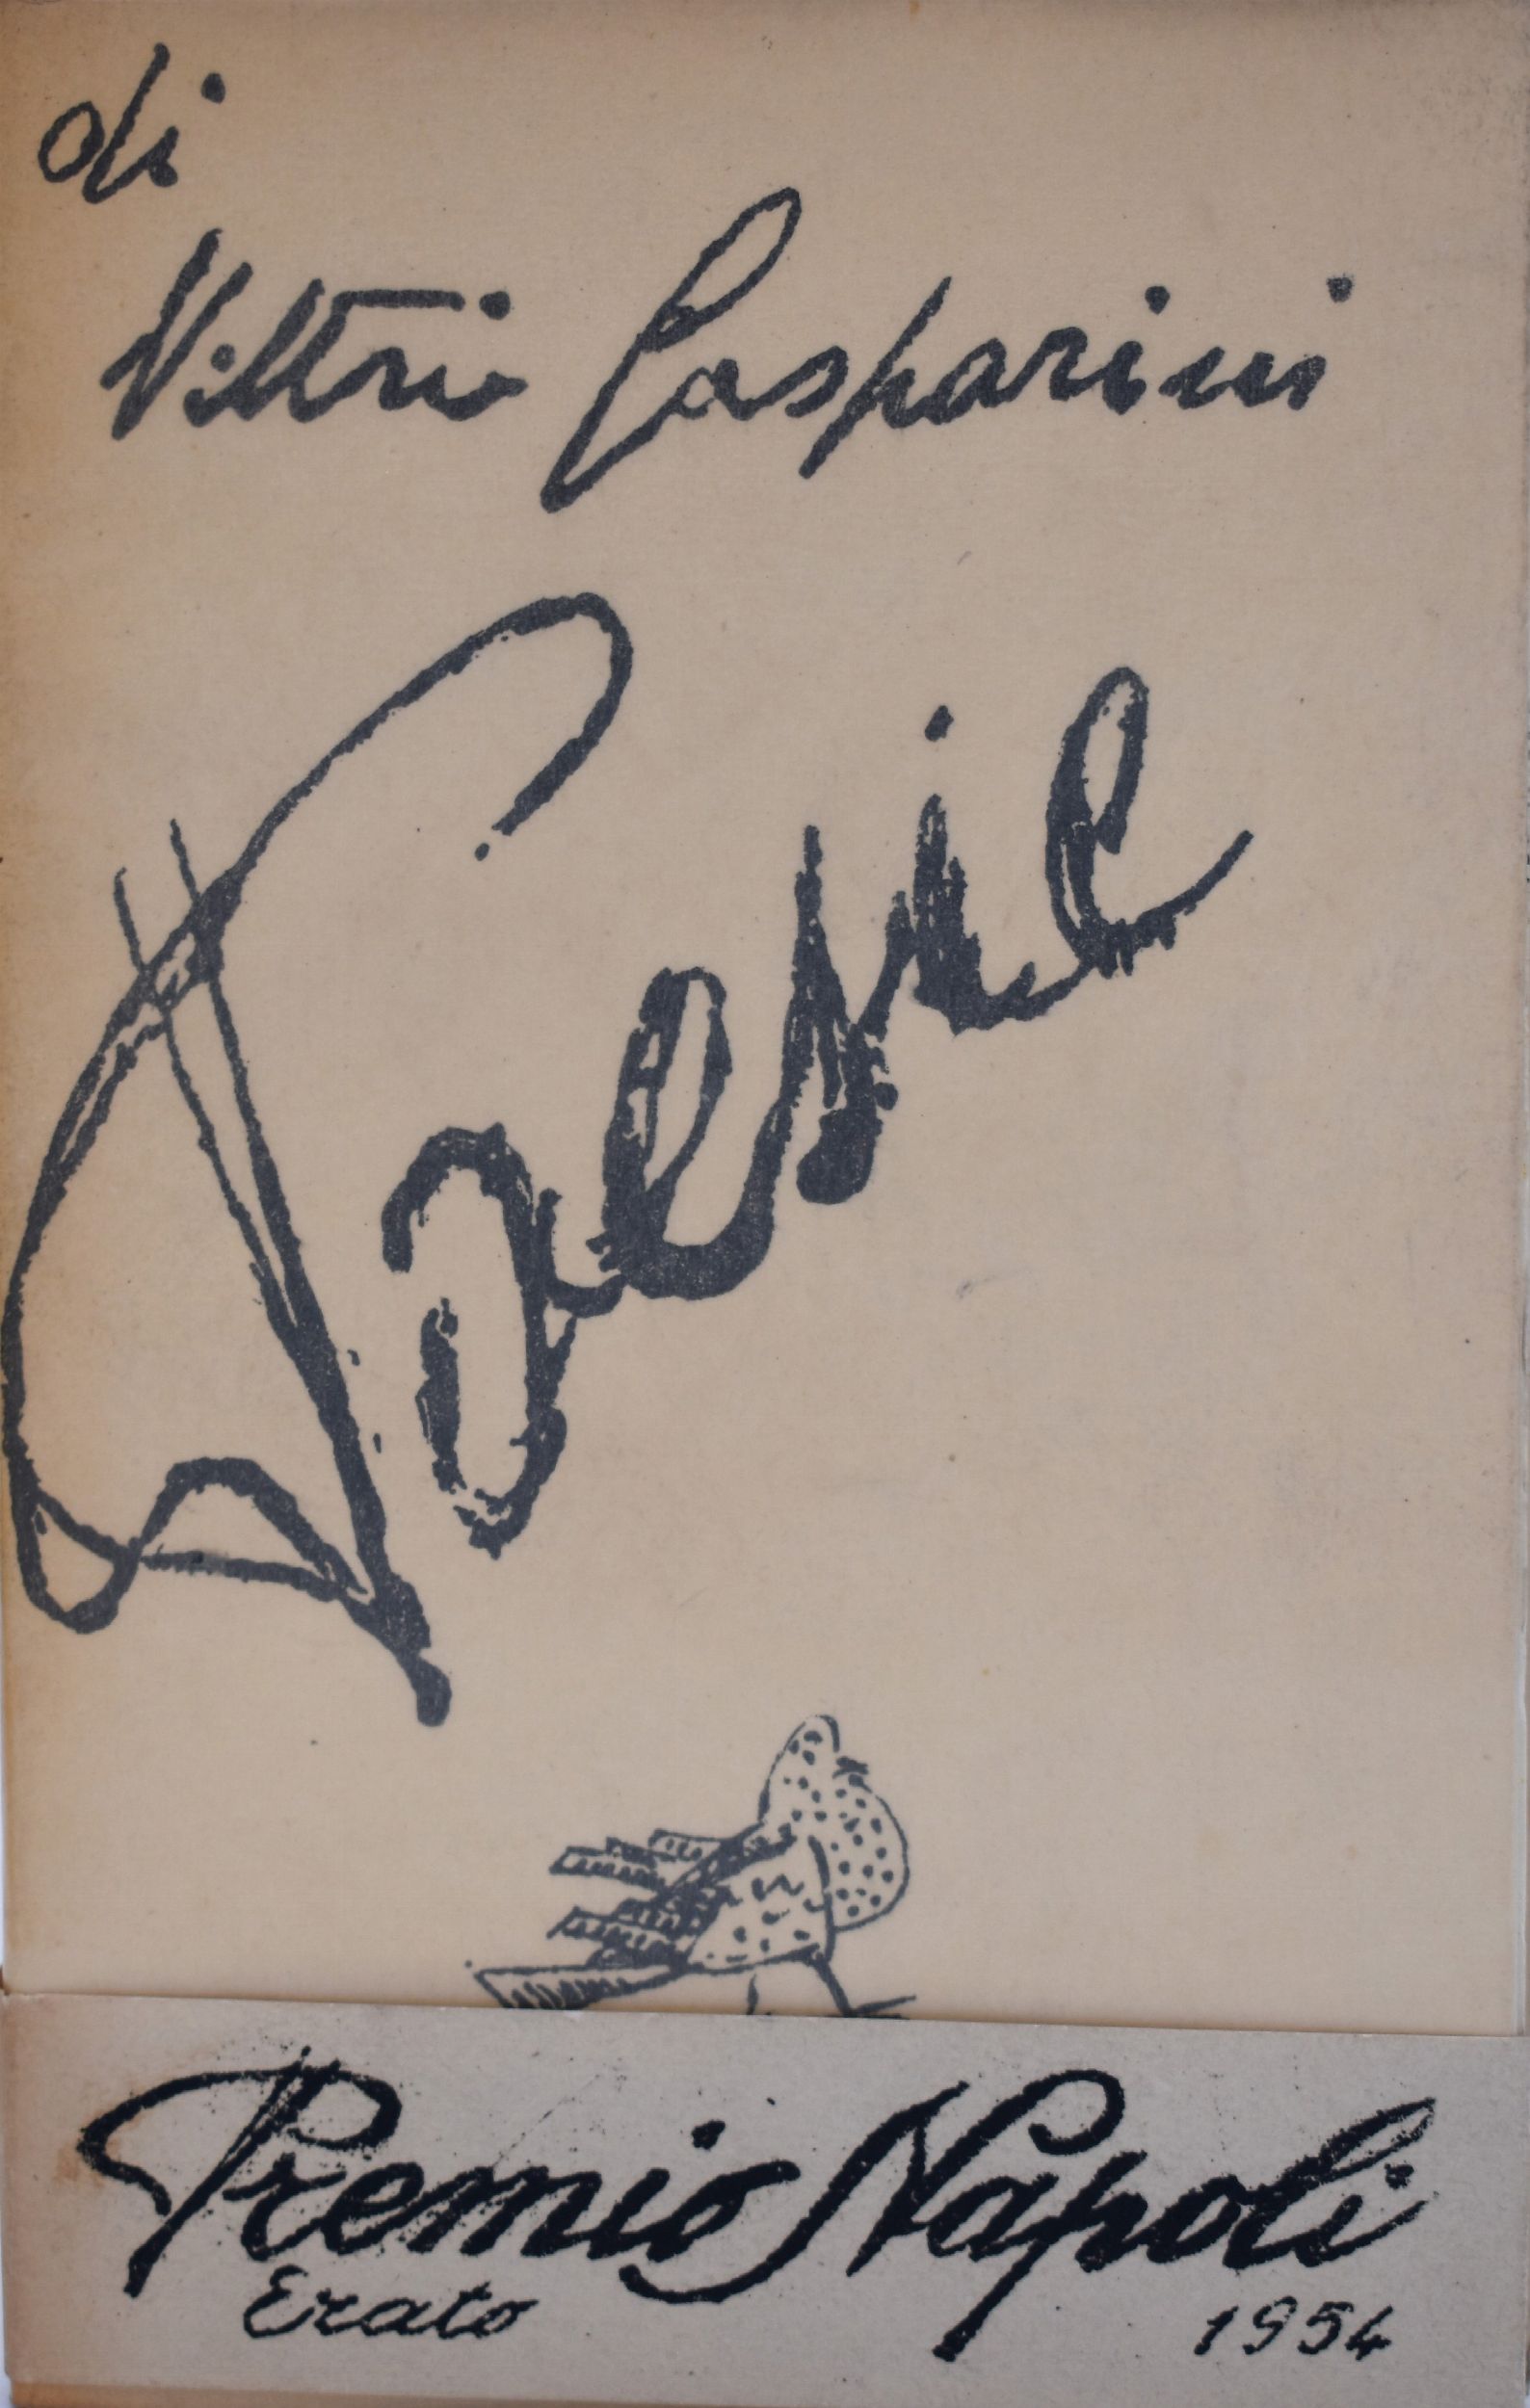 di
Vittorio Gasparini
Poesie
Premio Napoli
Erato 1954